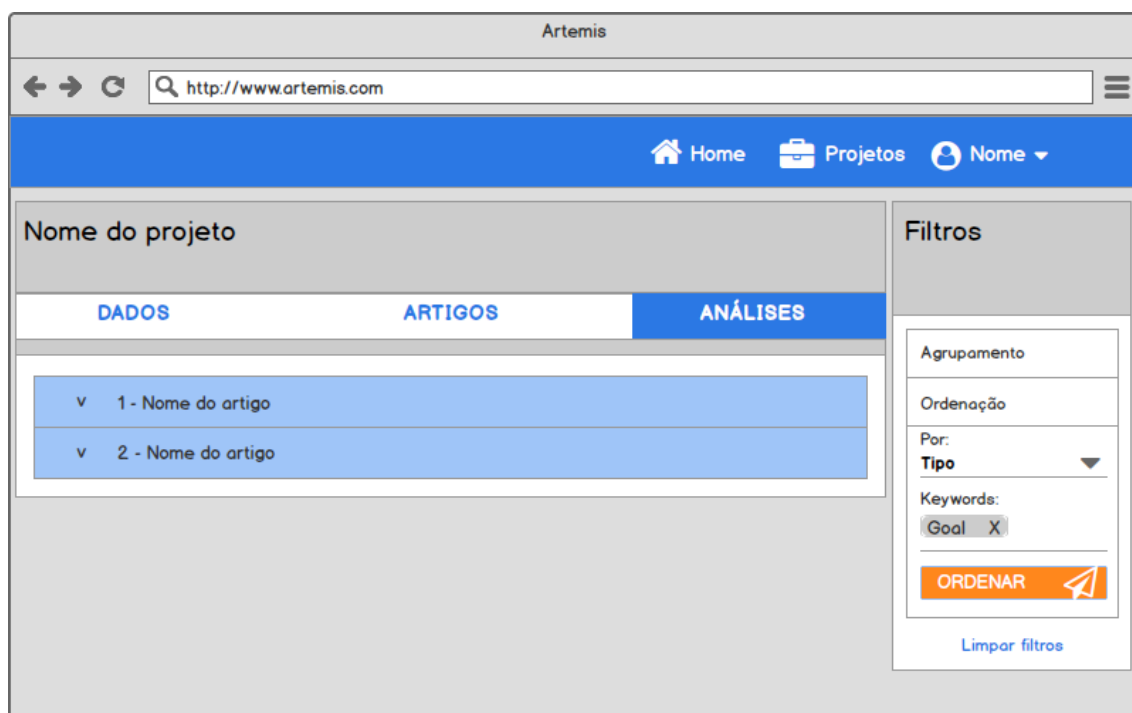 Artemis
http://www.artemis.com
Home Projetos Nome
Nome do projeto
DADOS ARTIGOS ANÁLISES
v 1 - Nome do artigo
v 2 - Nome do artigo
Filtros
Agrupamento
Ordenação
Por:
Tipo
Keywords:
Goal X
ORDENAR
Limpar filtros